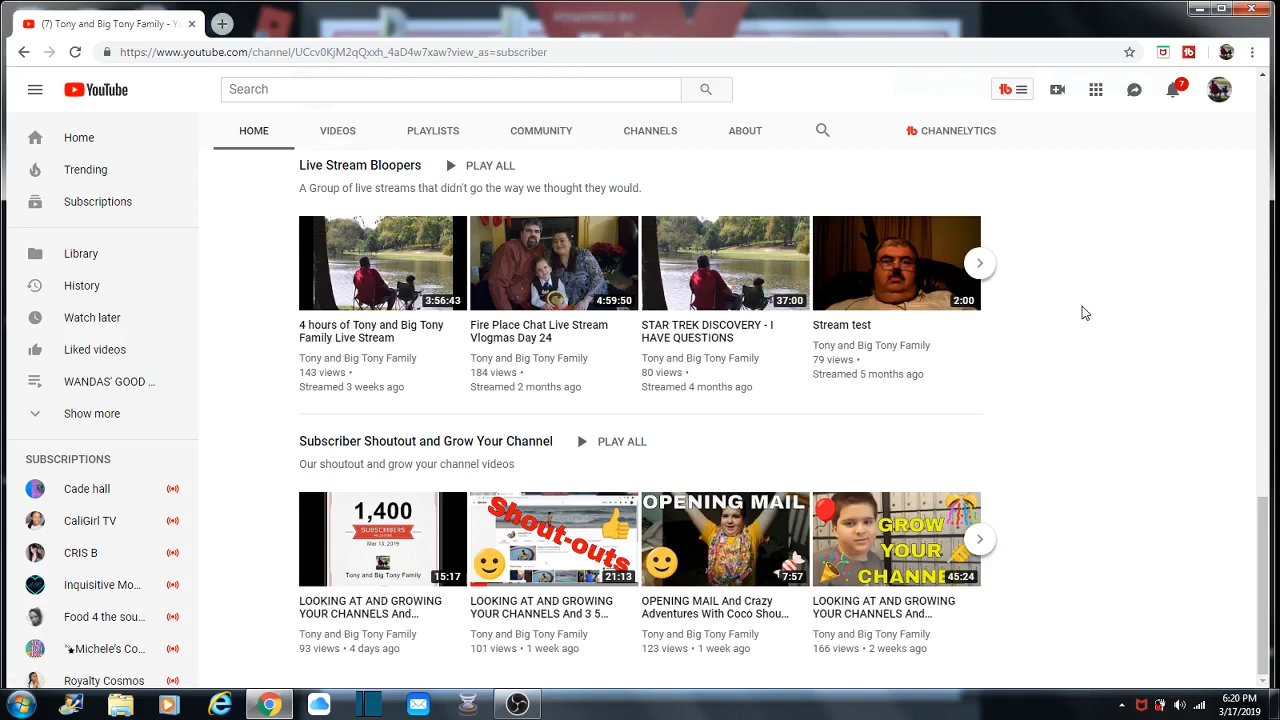 POWERED BY
(7) Tony and Big Tony Family - Yo
https://www.youtube.com/channel/UCcv0KjM2qQxxh_4aD4w7xaw?view_as=subscriber
YouTube
Search
tb
7
HOME
VIDEOS
PLAYLISTS
COMMUNITY
CHANNELS
ABOUT
tb CHANNELYTICS
Home
Trending
Subscriptions
Library
History
Watch later
Liked videos
WANDAS' GOOD ...
Show more
SUBSCRIPTIONS
Cade hall
CaliGirl TV
CRIS B
Inquisitive Mo...
Food 4 the sou...
Michele's Co...
Royalty Cosmos
Live Stream Bloopers
PLAY ALL
A Group of live streams that didn't go the way we thought they would.
3:56:43
4:59:50
37:00
2:00
4 hours of Tony and Big Tony
Family Live Stream
Tony and Big Tony Family
143 views •
Streamed 3 weeks ago
Fire Place Chat Live Stream
Vlogmas Day 24
Tony and Big Tony Family
184 views •
Streamed 2 months ago
STAR TREK DISCOVERY - I
HAVE QUESTIONS
Tony and Big Tony Family
80 views •
Streamed 4 months ago
Stream test
Tony and Big Tony Family
79 views •
Streamed 5 months ago
Subscriber Shoutout and Grow Your Channel
PLAY ALL
Our shoutout and grow your channel videos
1,400
SUBSCRIBERS
Mar 13, 2019
Tony and Big Tony Family
15:17
Shout-outs
21:13
OPENING MAIL
7:57
GROW
YOUR
CHANNE
45:24
LOOKING AT AND GROWING
YOUR CHANNELS And...
Tony and Big Tony Family
93 views • 4 days ago
LOOKING AT AND GROWING
YOUR CHANNELS And 3 5...
Tony and Big Tony Family
101 views • 1 week ago
OPENING MAIL And Crazy
Adventures With Coco Shou...
Tony and Big Tony Family
123 views • 1 week ago
LOOKING AT AND GROWING
YOUR CHANNELS And...
Tony and Big Tony Family
166 views • 2 weeks ago
6:20 PM
3/17/2019